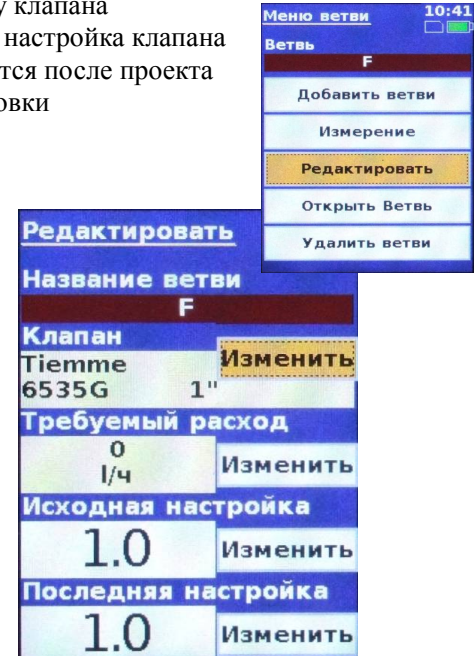 клапана
настройка клапана
после проекта
Меню ветви 10:41
Ветвь
F
Добавить ветви
Измерение
Редактировать
Открыть Ветвь
Удалить ветви
Редактировать
Название ветви
F
Клапан
Tiemme
6535G 1"
Изменить
Требуемый расход
0
l/ч
Изменить
Исходная настройка
1.0
Изменить
Последняя настройка
1.0
Изменить